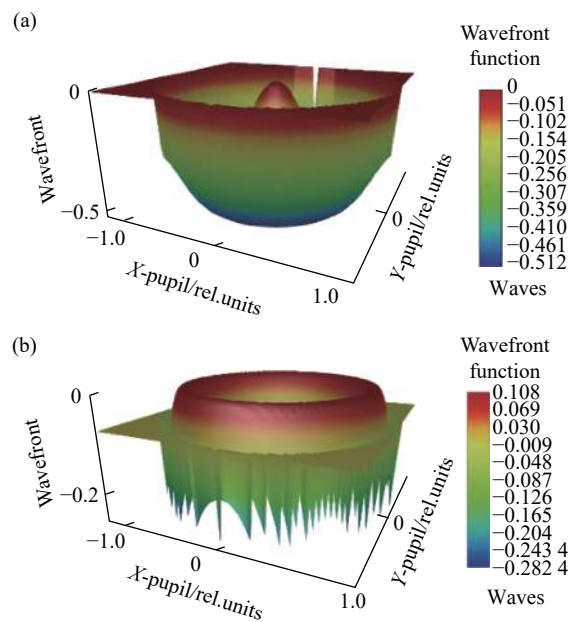 (a)
Wavefront
function
0
−0.051
−0.102
−0.154
−0.205
−0.256
−0.307
−0.359
−0.410
−0.461
−0.512
Waves
0
Wavefront
−0.5
−1.0
0
1.0
X-pupil/rel.units
0
Y-pupil/rel.units
(b)
Wavefront
function
0.108
0.069
0.030
−0.009
−0.048
−0.087
−0.126
−0.165
−0.204
−0.243 4
−0.282 4
Waves
0
Wavefront
−0.2
−1.0
0
1.0
X-pupil/rel.units
0
Y-pupil/rel.units